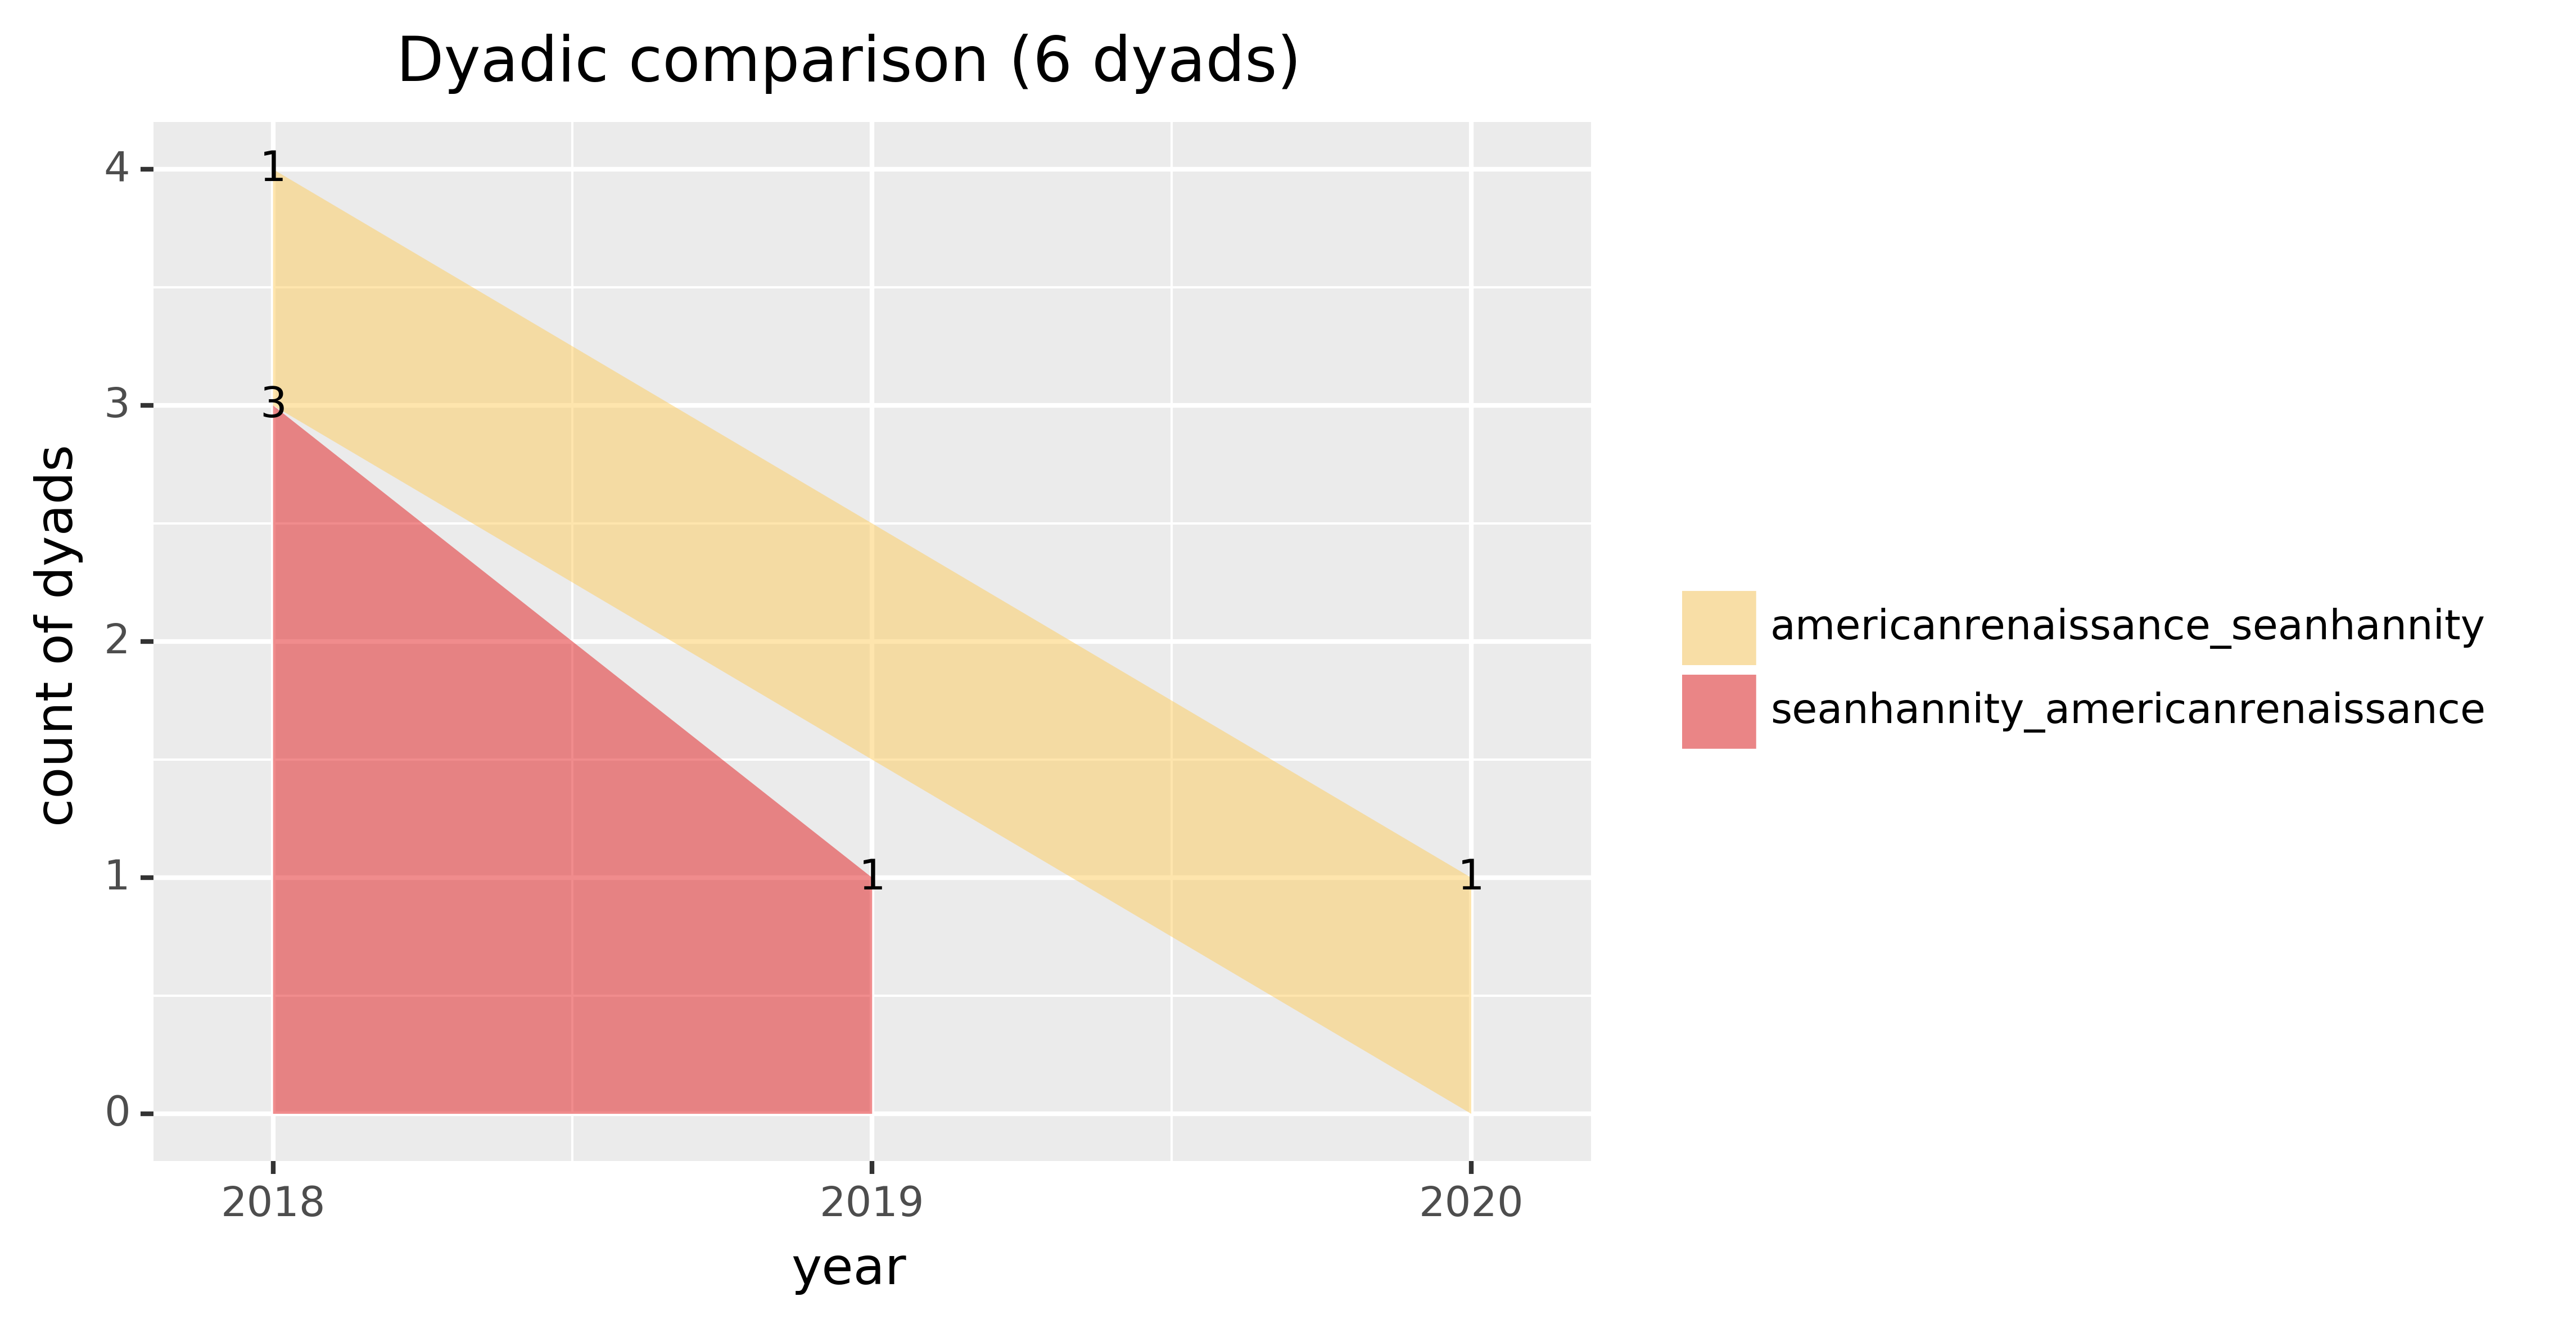 Dyadic comparison (6 dyads)
count of dyads
4
3
2
1
0
1
3
1
1
2018
2019
2020
year
americanrenaissance_seanhannity
seanhannity_americanrenaissance